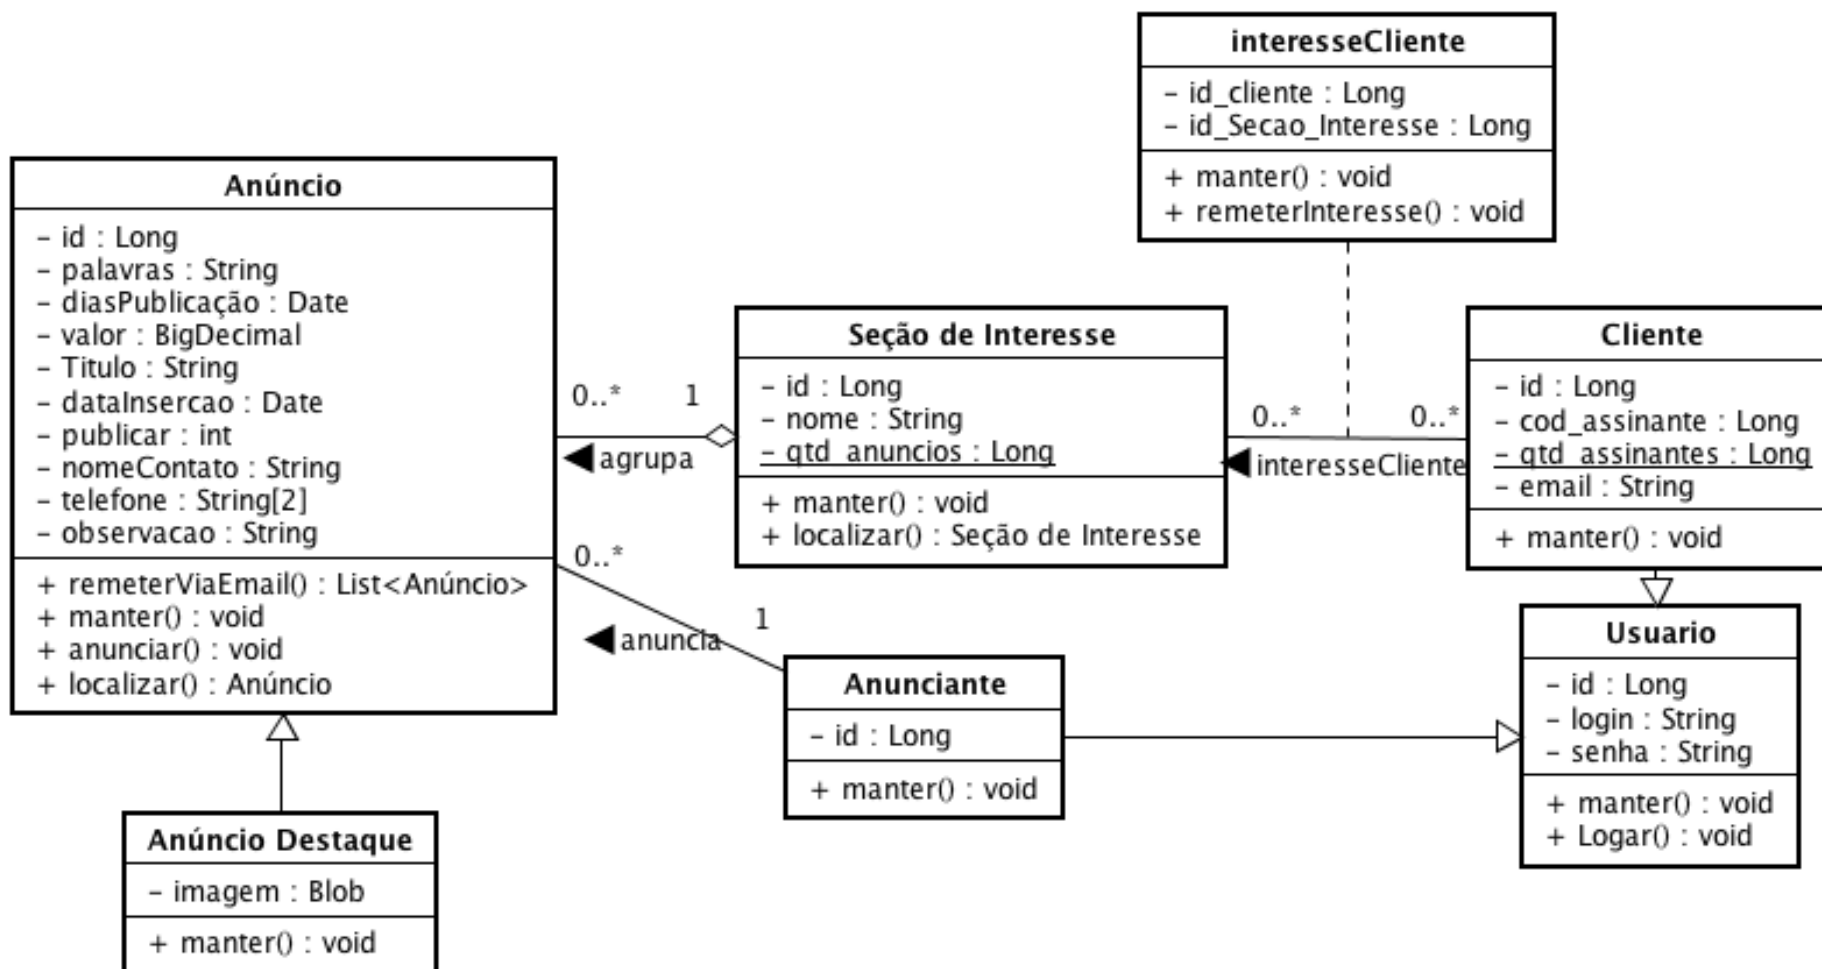 interesseCliente
- id_cliente : Long
- id_Secao_Interesse : Long
+ manter() : void
+ remeterInteresse() : void
Anúncio
- id : Long
- palavras : String
- diasPublicação : Date
- valor : BigDecimal
- Titulo : String
- dataInsercao : Date
- publicar : int
- nomeContato : String
- telefone : String[2]
- observacao : String
+ remeterViaEmail() : List<Anúncio>
+ manter() : void
+ anunciar() : void
+ localizar() : Anúncio
0..*
1
agrupa
Seção de Interesse
- id : Long
- nome : String
- qtd_anuncios : Long
+ manter() : void
+ localizar() : Seção de Interesse
0..*
0..*
interesseCliente
Cliente
- id : Long
- cod_assinante : Long
- qtd_assinantes : Long
- email : String
+ manter() : void
0..*
1
anuncia
Anunciante
- id : Long
+ manter() : void
Usuario
- id : Long
- login : String
- senha : String
+ manter() : void
+ Logar() : void
Anúncio Destaque
- imagem : Blob
+ manter() : void